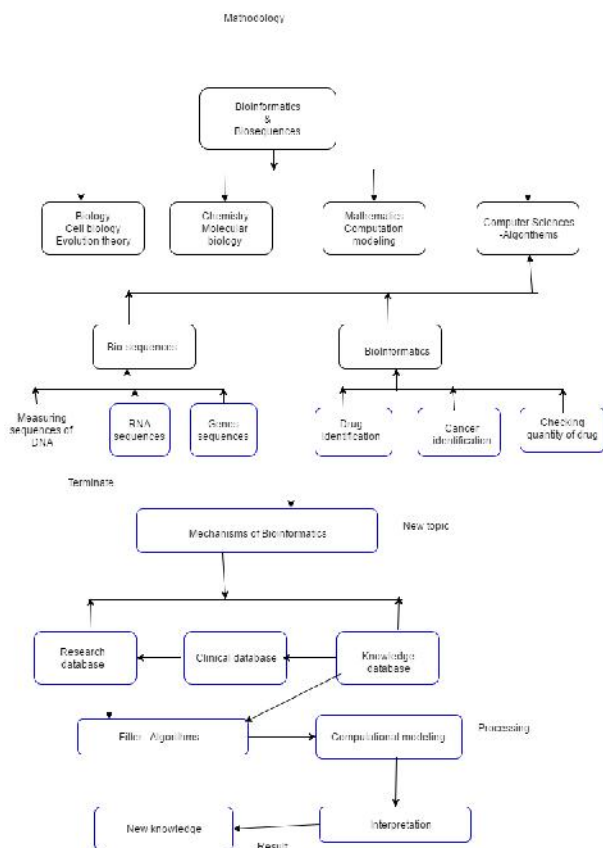 Mathodology
Bioinformatics
&
Biosequences
Biology
Cell biology
Evolution theory
Chemistry
Molecular
biology
Mathematics
Computation
modeling
Computer Sciences
-Algorithems
Bio sequences
Bioinformatics
Measuring
sequences of
DNA
RNA
sequences
Genes
sequences
Drug
Identification
Cancer
identification
Checking
quantity of drug
Terminate
Mechanisms of Bioinformatics
New topic
Research
database
Clinical database
Knowledge
database
Filter - Algorithms
Computational modeling
Processing
New knowledge
Interpretation
Result